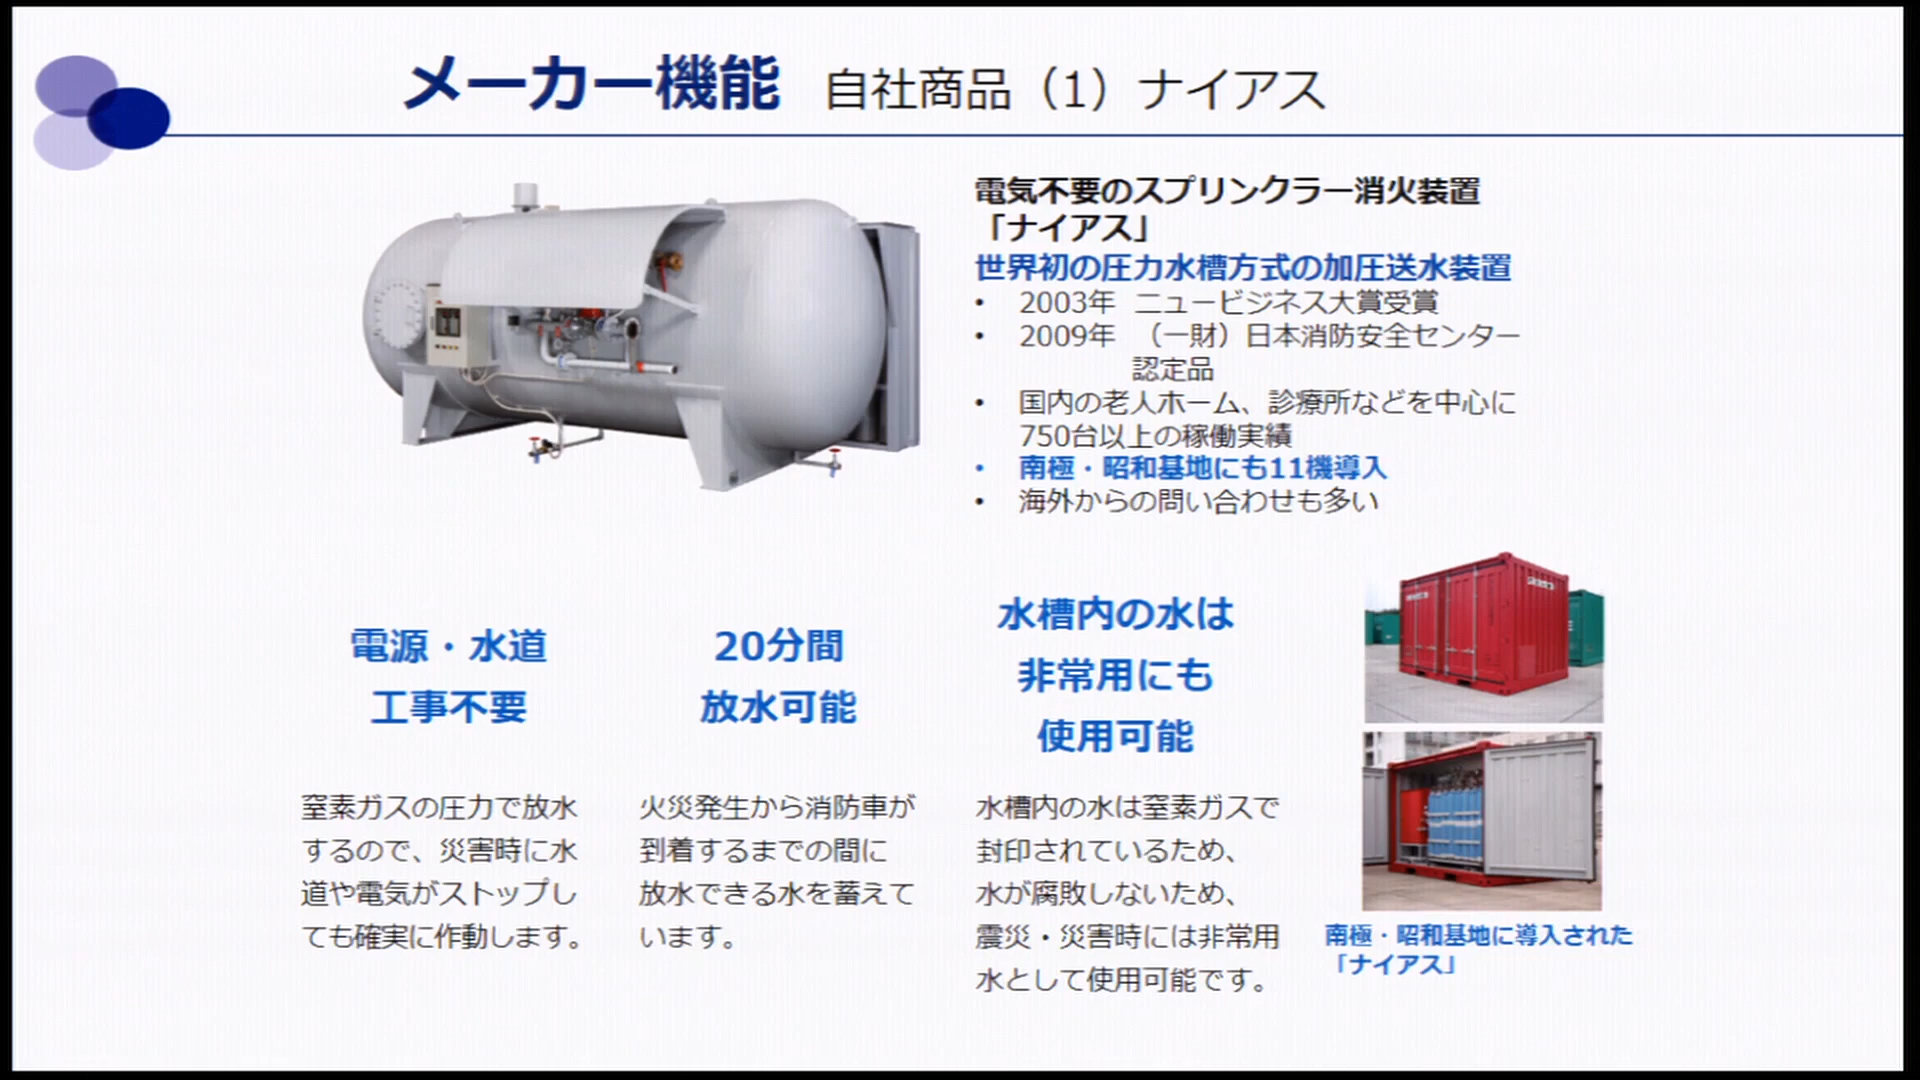 メーカー機能 自社商品（1）ナイアス
電気不要のスプリンクラー消火装置
「ナイアス」
世界初の圧力水槽方式の加圧送水装置
• 2003年 ニュービジネス大賞受賞
• 2009年 （一財）日本消防安全センター
認定品
• 国内の老人ホーム、診療所などを中心に
750台以上の稼働実績
• 南極・昭和基地にも11機導入
• 海外からの問い合わせも多い
電源・水道
工事不要
窒素ガスの圧力で放水
するので、災害時に水
道や電気がストップし
ても確実に作動します。
20分間
放水可能
火災発生から消防車が
到着するまでの間に
放水できる水を蓄えて
います。
水槽内の水は
非常用にも
使用可能
水槽内の水は窒素ガスで
封印されているため、
水が腐敗しないため、
震災・災害時には非常用
水として使用可能です。
南極・昭和基地に導入された
「ナイアス」